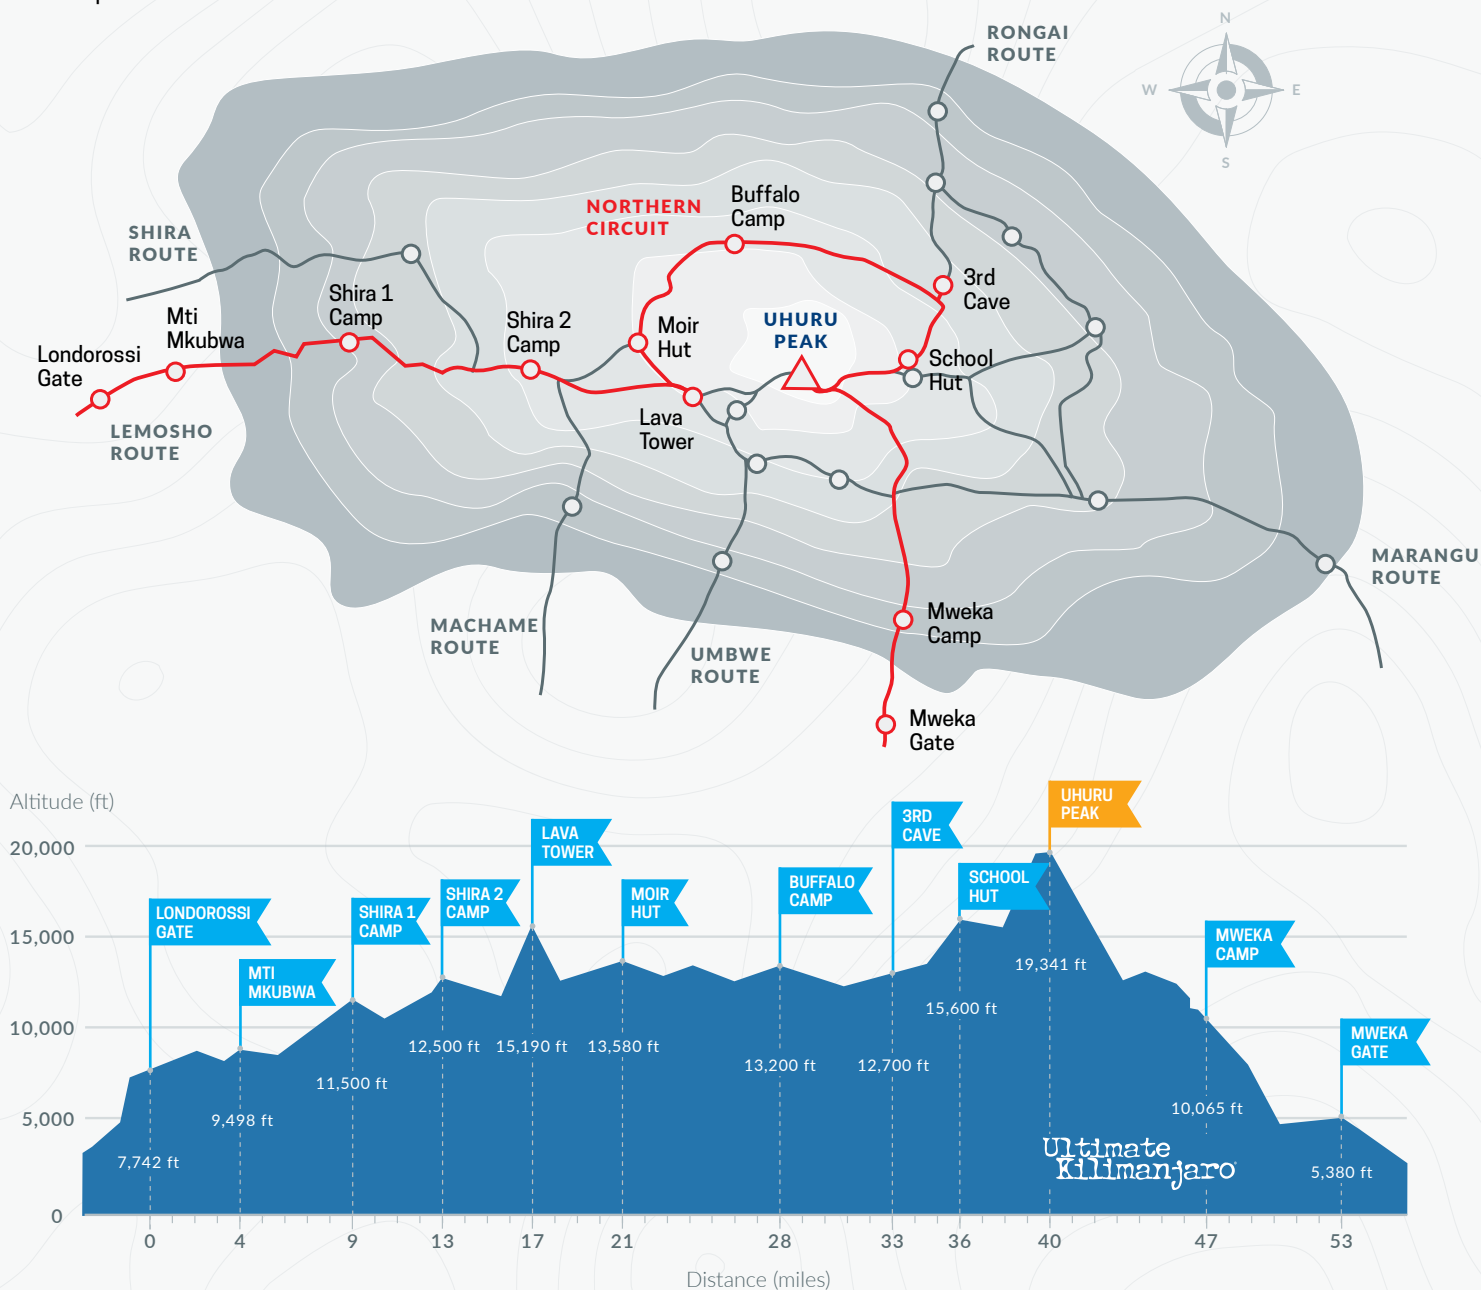 RONGAI
ROUTE
N
W
E
S
NORTHERN
CIRCUIT
Buffalo
Camp
SHIRA
ROUTE
3rd
Cave
Shira 1
Camp
Mti
Mkubwa
Shira 2
Camp
Moir
Hut
UHURU
PEAK
Londorossi
Gate
School
Hut
LEMOSHO
ROUTE
Lava
Tower
MARANGU
ROUTE
MACHAME
ROUTE
Mweka
Camp
UMBWE
ROUTE
Mweka
Gate
Altitude (ft)
20,000
15,000
10,000
5,000
0
LONDOROSSI
GATE
MTI
MKUBWA
SHIRA 1
CAMP
SHIRA 2
CAMP
LAVA
TOWER
MOIR
HUT
BUFFALO
CAMP
3RD
CAVE
SCHOOL
HUT
UHURU
PEAK
MWEKA
CAMP
MWEKA
GATE
7,742 ft
9,498 ft
11,500 ft
12,500 ft
15,190 ft
13,580 ft
13,200 ft
12,700 ft
15,600 ft
19,341 ft
10,065 ft
5,380 ft
Ultimate
Kilimanjaro
0 4 9 13 17 21 28 33 36 40 47 53
Distance (miles)